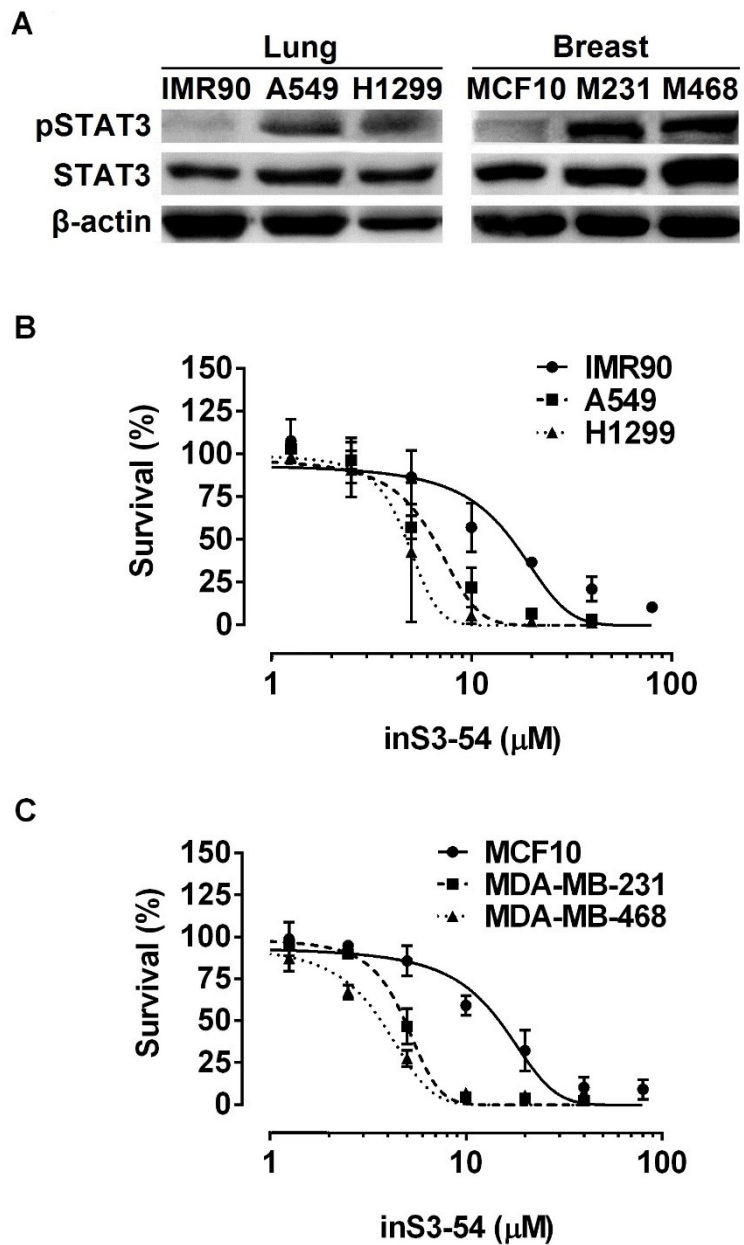 A
Lung Breast
IMR90 A549 H1299 MCF10 M231 M468
pSTAT3
STAT3
β-actin
B
150
125
100
75
50
25
0
Survival (%)
IMR90
A549
H1299
1 10 100
inS3-54 (μM)
C
150
125
100
75
50
25
0
Survival (%)
MCF10
MDA-MB-231
MDA-MB-468
1 10 100
inS3-54 (μM)